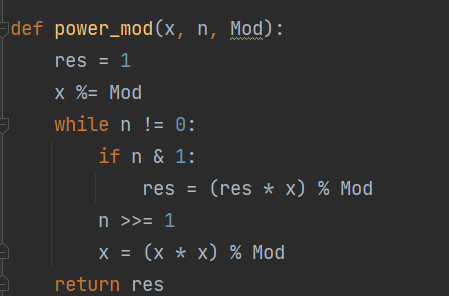 def power_mod(x, n, Mod):
    res = 1
    x %= Mod
    while n != 0:
        if n & 1:
            res = (res * x) % Mod
        n >>= 1
        x = (x * x) % Mod
    return res